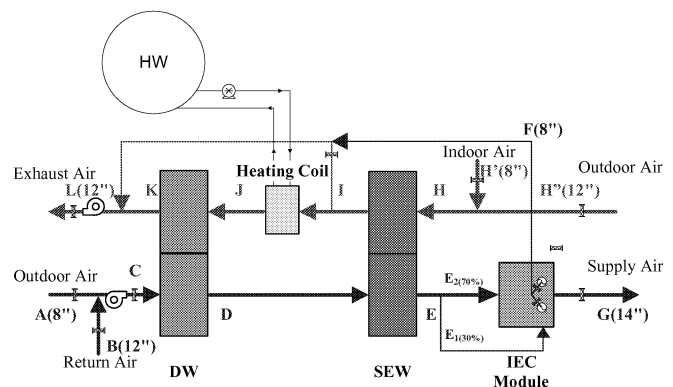 HW
F(8")
Indoor Air
Heating Coil
H'(8")
Outdoor Air
Exhaust Air
L(12")
K
J
I
H
H"(12")
Outdoor Air
C
Supply Air
E2(70%)
A(8")
D
E
G(14")
B(12")
E1(30%)
Return Air
IEC
Module
DW
SEW